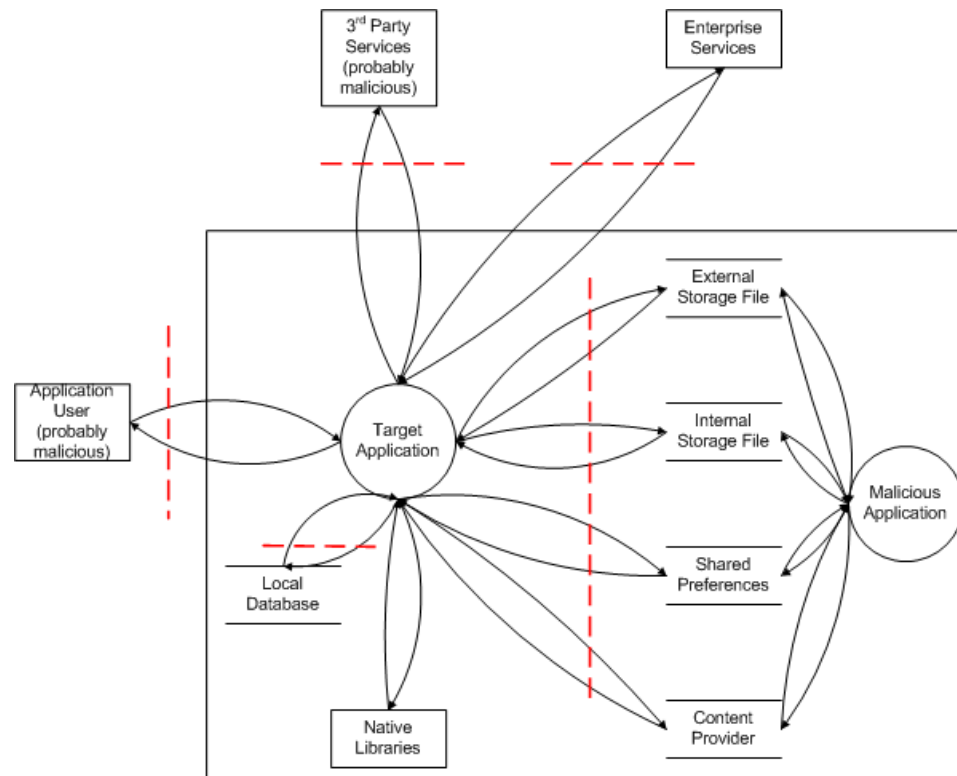 3rd Party
Services
(probably
malicious)
Enterprise
Services
External
Storage File
Application
User
(probably
malicious)
Target
Application
Internal
Storage File
Malicious
Application
Local
Database
Shared
Preferences
Native
Libraries
Content
Provider